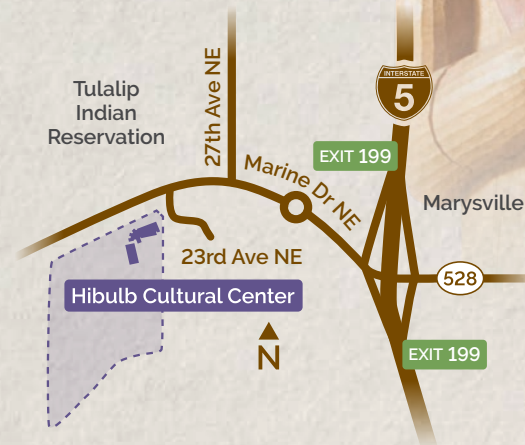 27th Ave NE
INTERSTATE
5
Tulalip
Indian
Reservation
EXIT 199
Marine Dr NE
Marysville
23rd Ave NE
528
Hibulb Cultural Center
N
EXIT 199